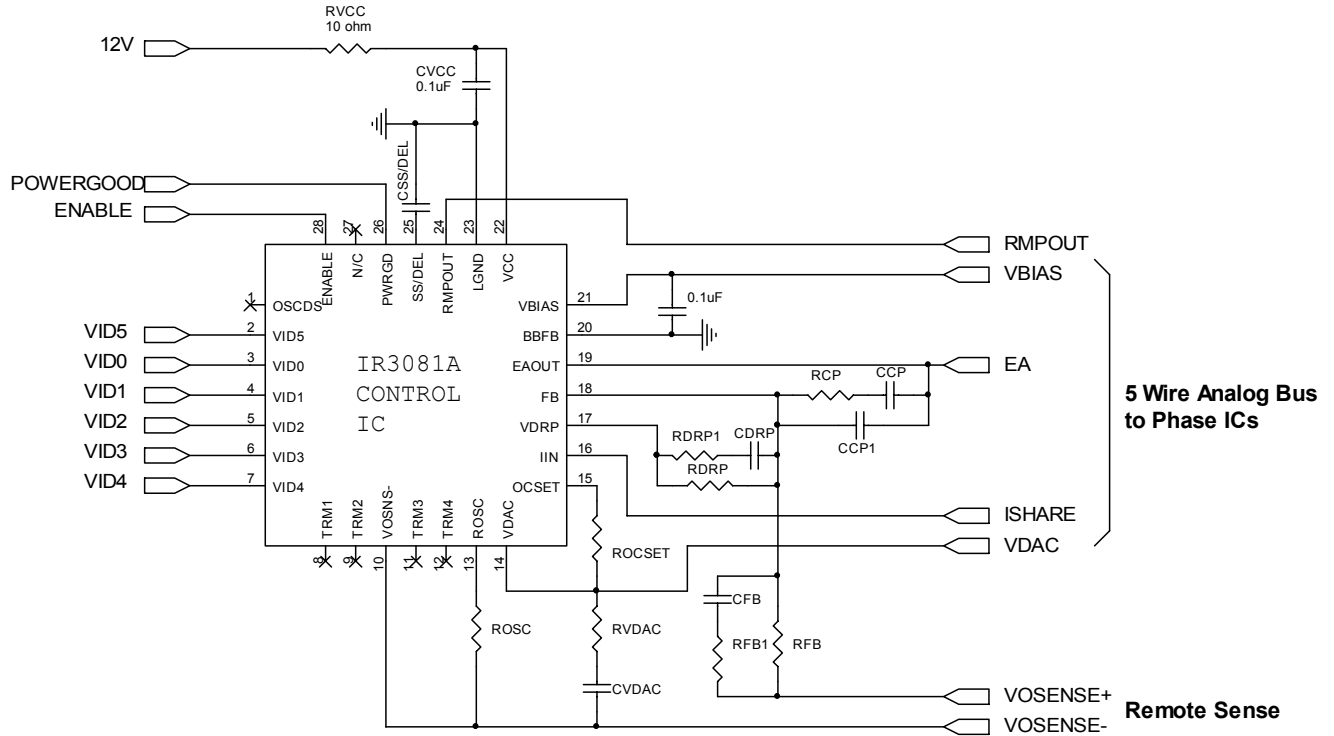 RVCC
10 ohm
12V
CVCC
0.1uF
CSS/DEL
POWERGOOD
ENABLE
28
27
26
25
24
23
22
ENABLE
N/C
PWRGD
SS/DEL
RMPOUT
LGND
VCC
RMPOUT
VBIAS
1
OSCDS
VBIAS
21
0.1uF
VID5
2
VID5
BBFB
20
VID0
3
VID0
IR3081A
CONTROL
IC
EAOUT
19
EA
VID1
4
VID1
FB
18
RCP
CCP
VID2
5
VID2
VDRP
17
CCP1
VID3
6
VID3
IIN
16
RDRP1
CDRP
RDRP
VID4
7
VID4
OCSET
15
5 Wire Analog Bus
to Phase ICs
TRM1
TRM2
VOSNS-
TRM3
TRM4
ROSC
VDAC
8
9
10
11
12
13
14
ISHARE
VDAC
ROCSET
CFB
ROSC
RVDAC
RFB1
RFB
CVDAC
VOSENSE+
VOSENSE-
Remote Sense